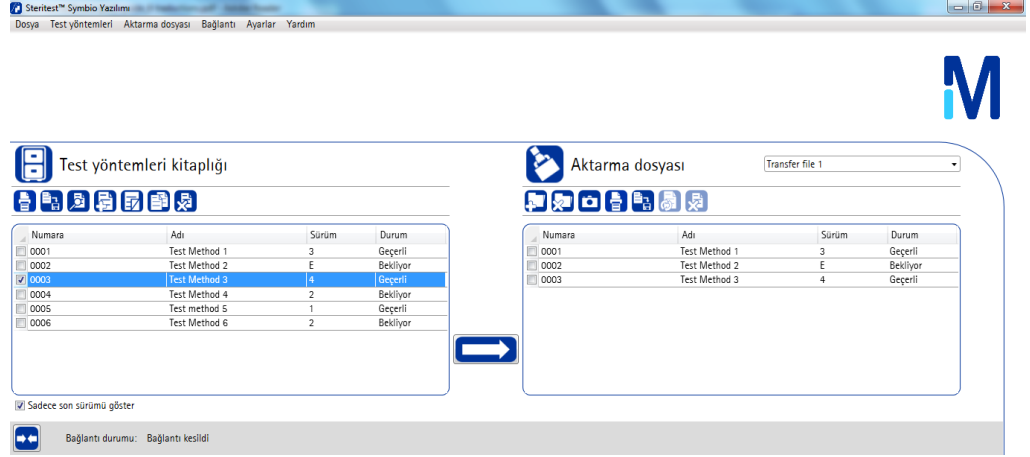 Steritest™ Symbio Yazılımı
Dosya Test yöntemleri Aktarma dosyası Bağlantı Ayarlar Yardım
M
Test yöntemleri kitaplığı
Numara Adı Sürüm Durum
0001 Test Method 1 3 Geçerli
0002 Test Method 2 E Bekliyor
0003 Test Method 3 4 Geçerli
0004 Test Method 4 2 Bekliyor
0005 Test method 5 1 Geçerli
0006 Test Method 6 2 Bekliyor
Sadece son sürümü göster
Aktarma dosyası Transfer file 1
Numara Adı Sürüm Durum
0001 Test Method 1 3 Geçerli
0002 Test Method 2 E Bekliyor
0003 Test Method 3 4 Geçerli
Bağlantı durumu: Bağlantı kesildi